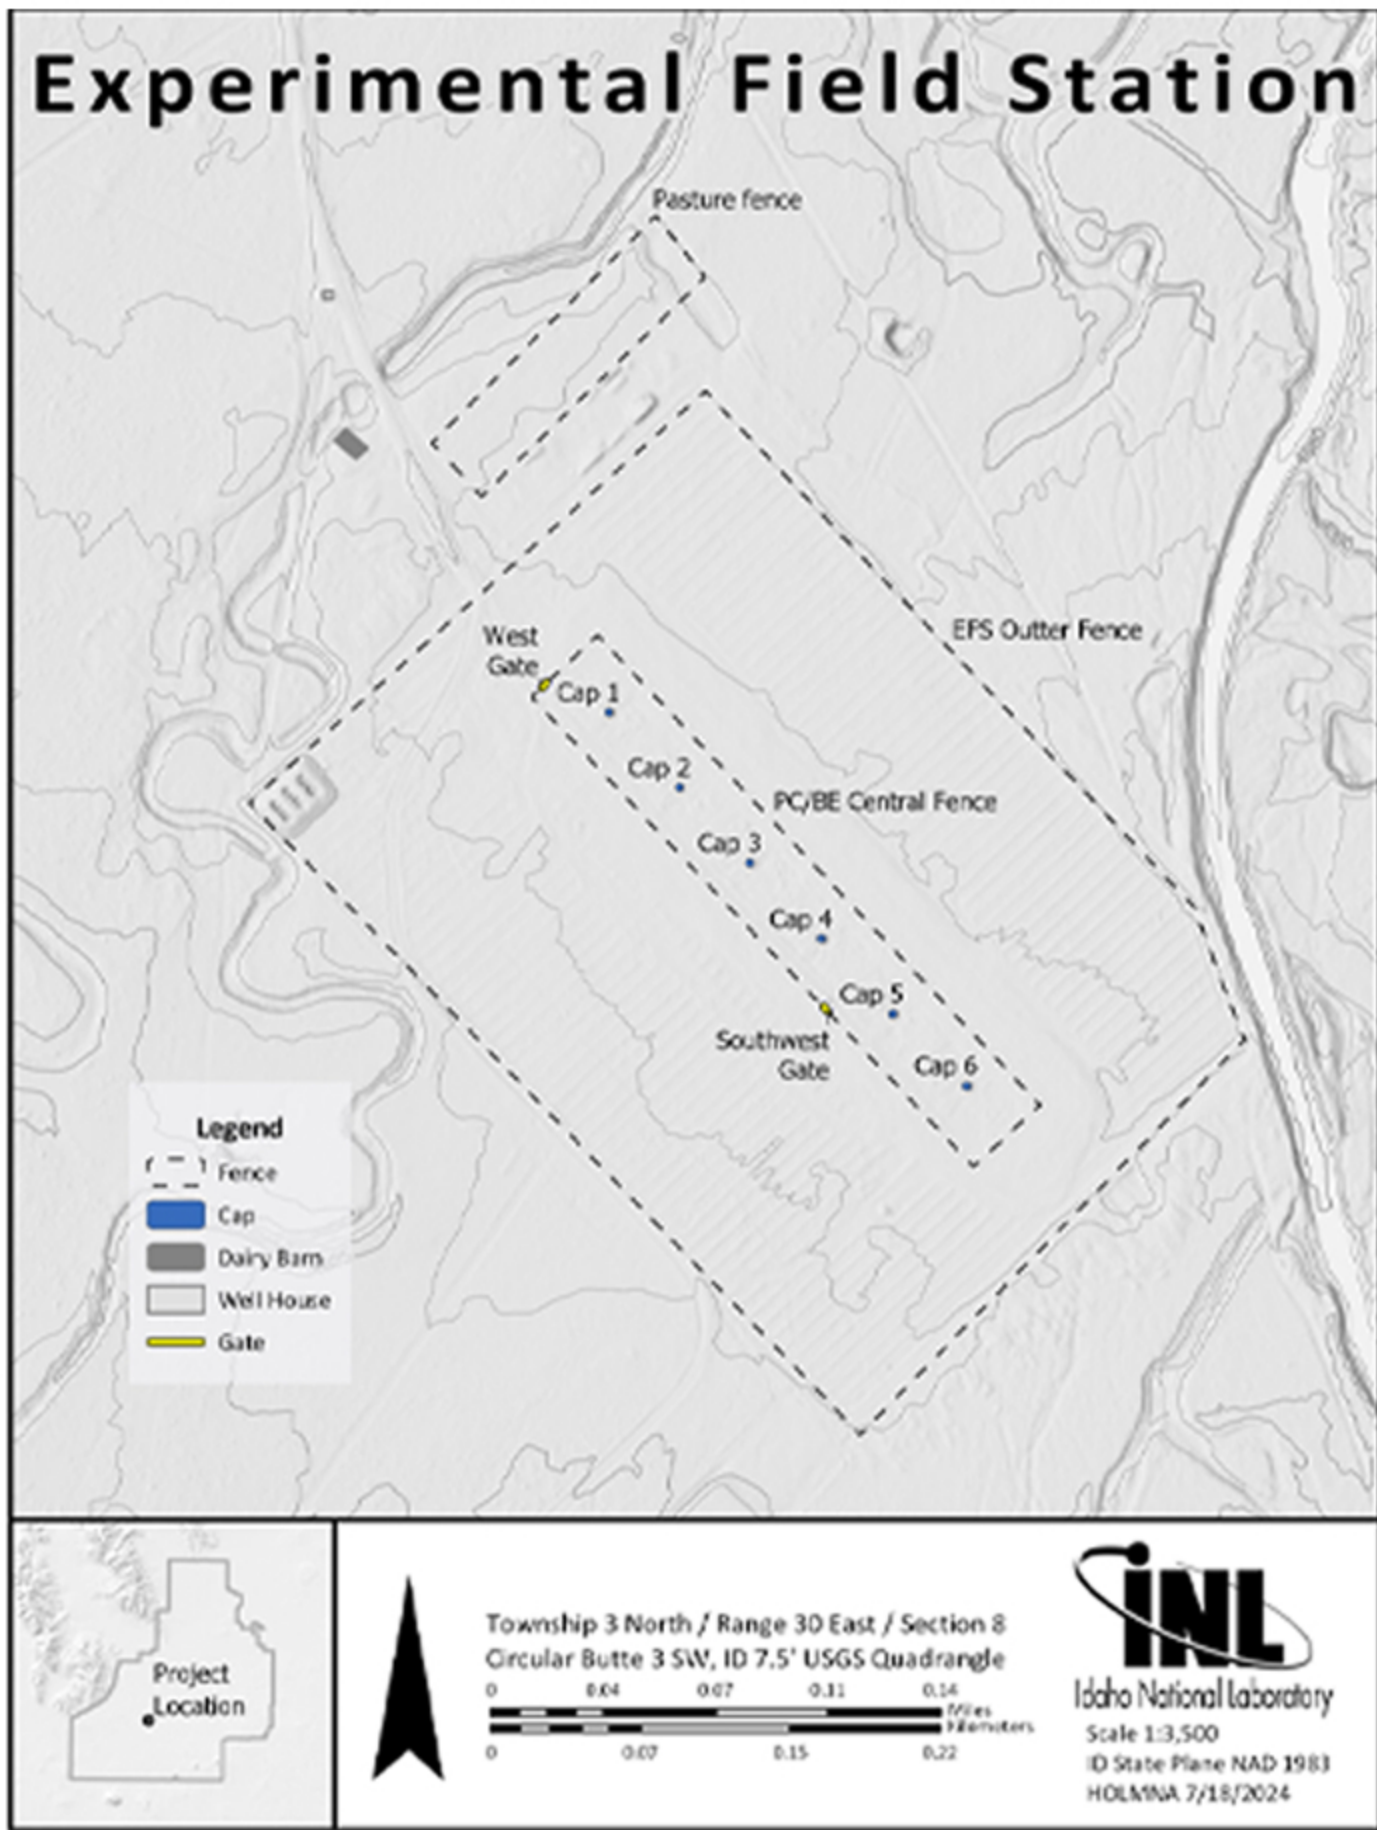 Experimental Field Station
Pasture fence
EFS Outter Fence
West
Gate
Cap 1
Cap 2
PC/BE Central Fence
Cap 3
Cap 4
Cap 5
Southwest
Gate
Cap 6
Legend
Fence
Cap
Dairy Barn
Well House
Gate
Project
Location
Township 3 North / Range 30 East / Section 8
Circular Butte 3 SW, ID 7.5' USGS Quadrangle
0 0.04 0.07 0.11 0.14
Miles
Kilometers
0 0.07 0.15 0.22
INL
Idaho National Laboratory
Scale 1:3,500
ID State Plane NAD 1983
HOLMNA 7/18/2024